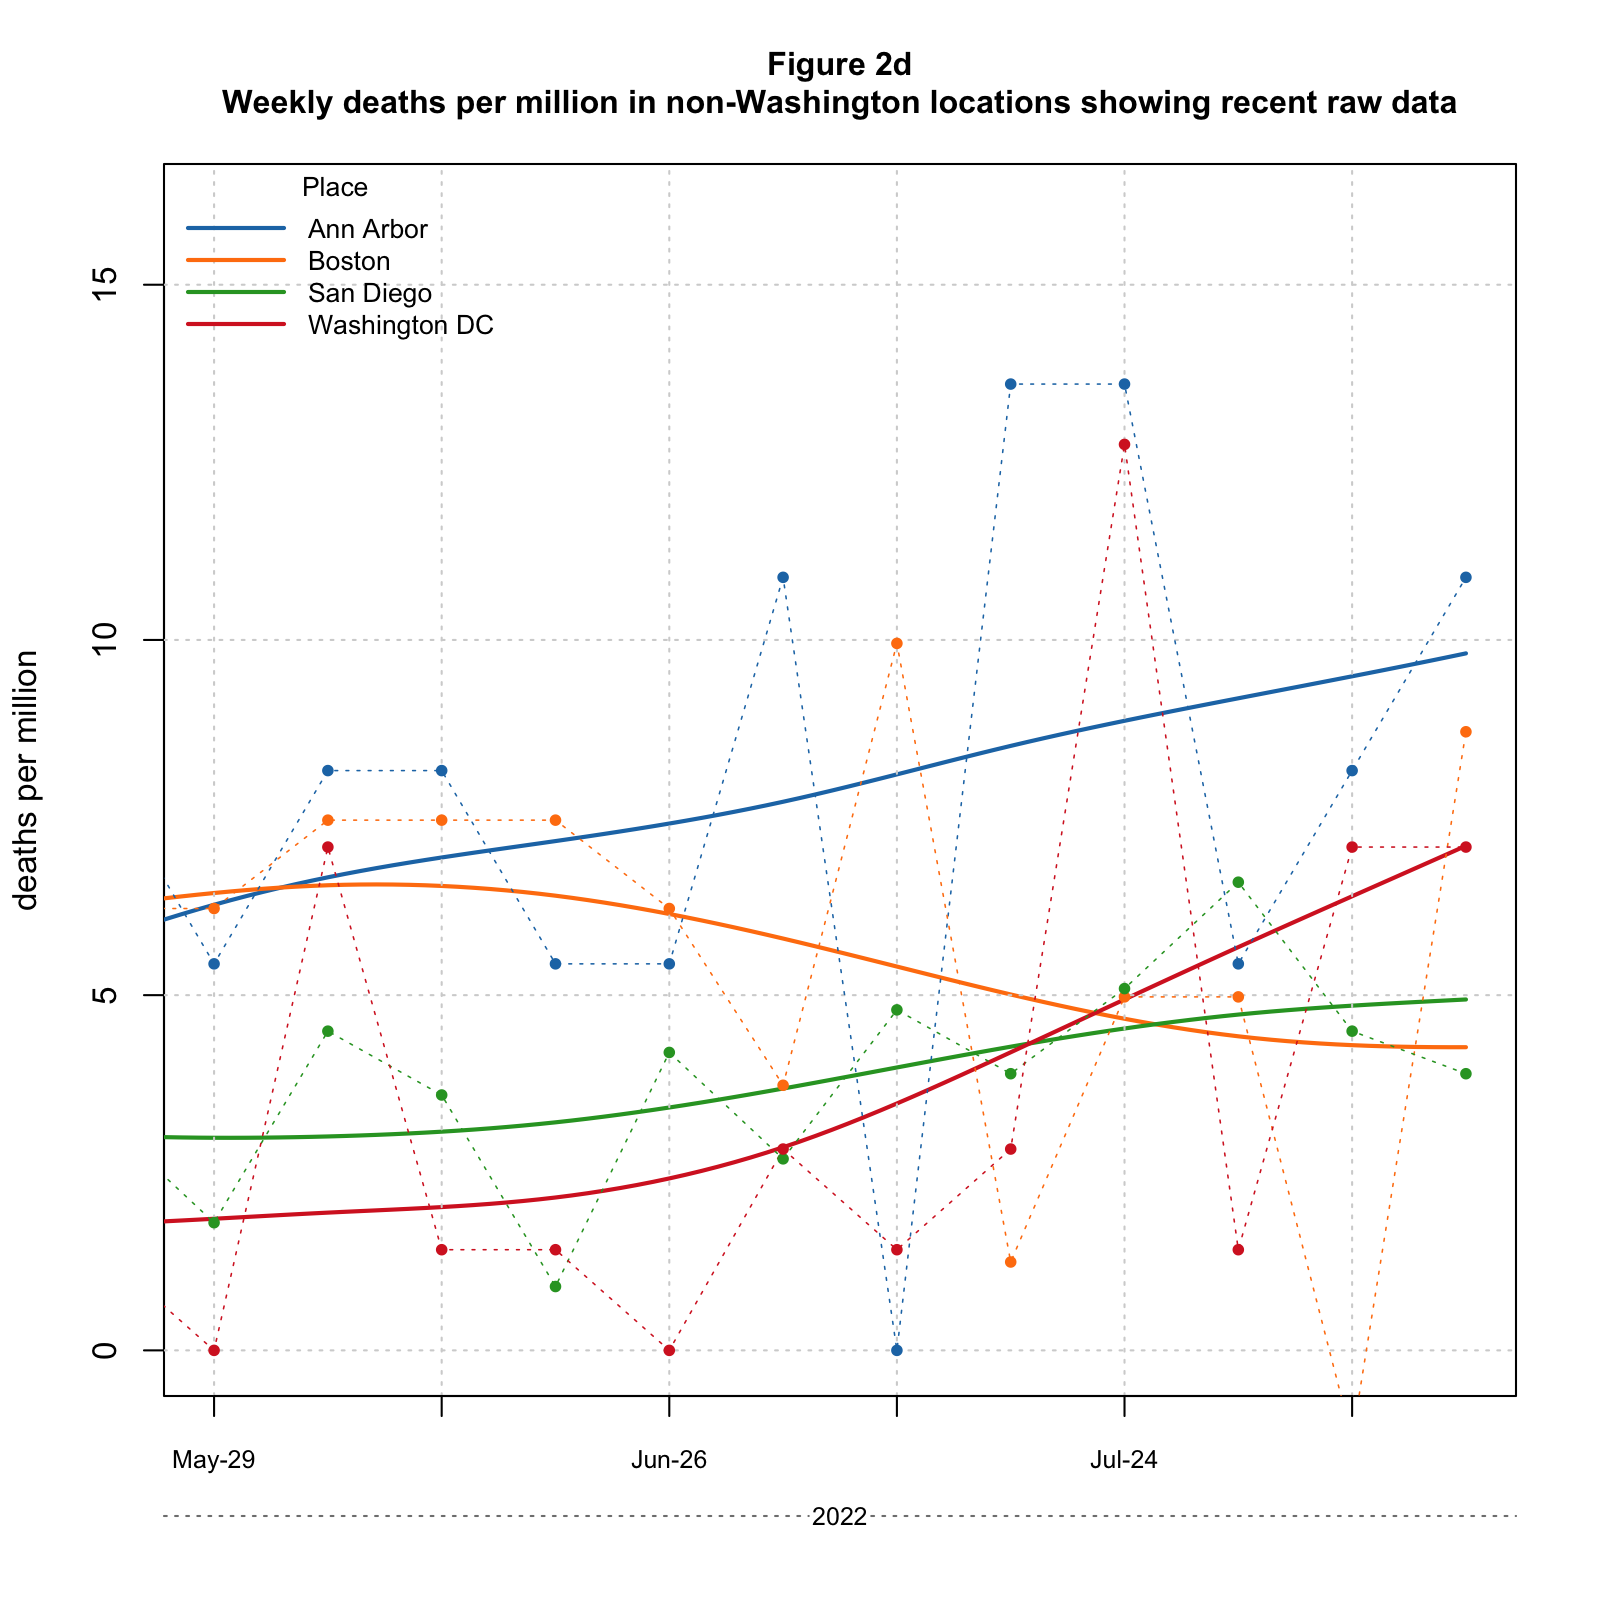 Figure 2d
Weekly deaths per million in non-Washington locations showing recent raw data
Place
Ann Arbor
Boston
San Diego
Washington DC
deaths per million
15
10
5
0
May-29
Jun-26
Jul-24
2022